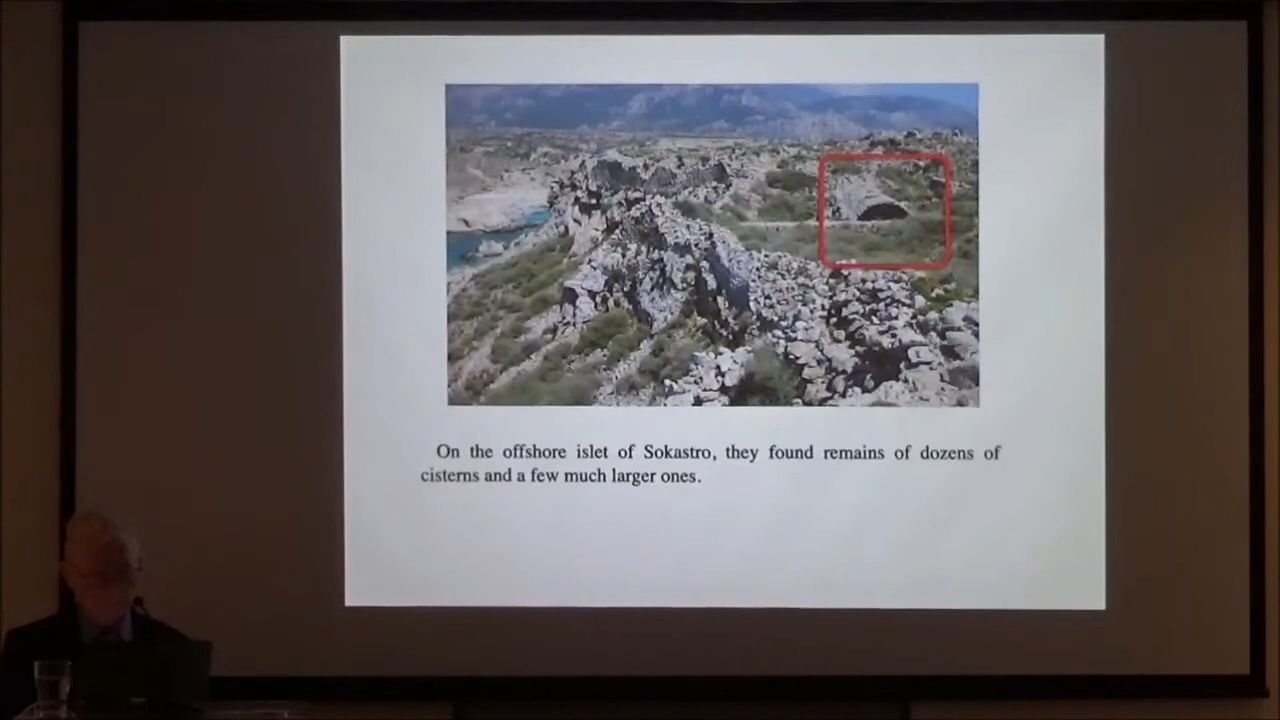 On the offshore islet of Sokastro, they found remains of dozens of
cisterns and a few much larger ones.